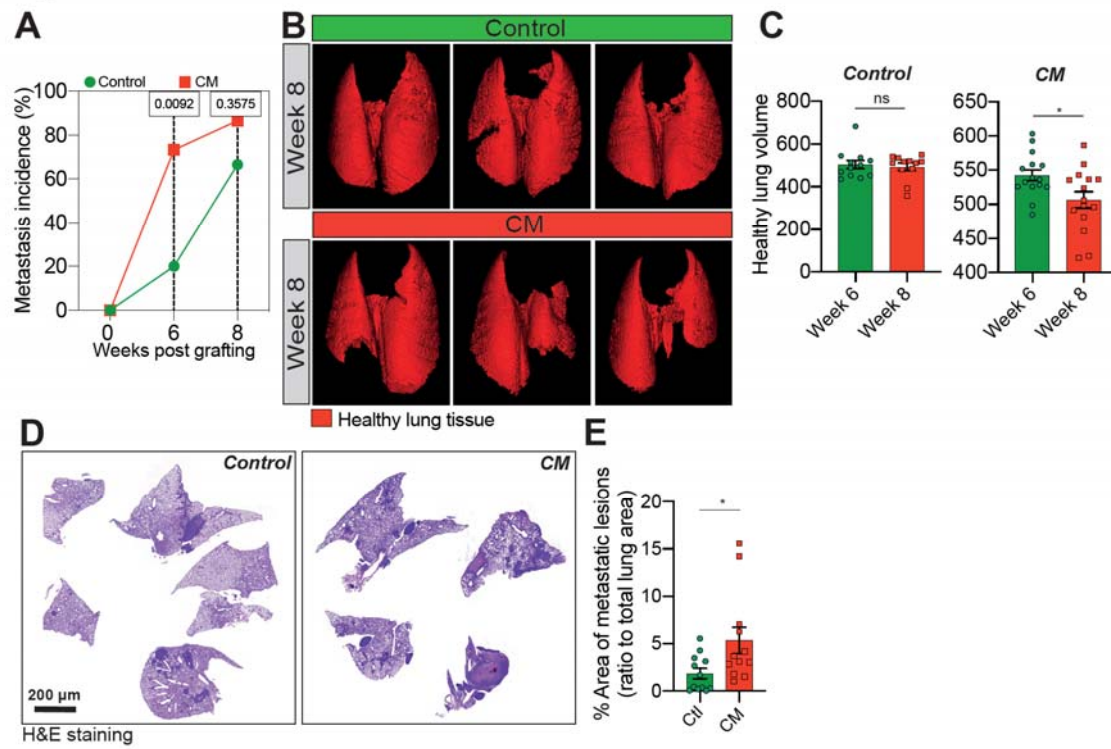 A
Control
CM
0.0092
0.3575
Metastasis incidence (%)
100
80
60
40
20
0
0
6
8
Weeks post grafting
B
Control
Week 8
CM
Week 8
Healthy lung tissue
C
Control
CM
Healthy lung volume
800
600
400
200
0
ns
Week 6
Week 8
650
600
550
500
450
400
*
Week 6
Week 8
D
Control
CM
200 µm
H&E staining
E
% Area of metastatic lesions
(ratio to total lung area)
20
15
10
5
0
*
Ctl
CM